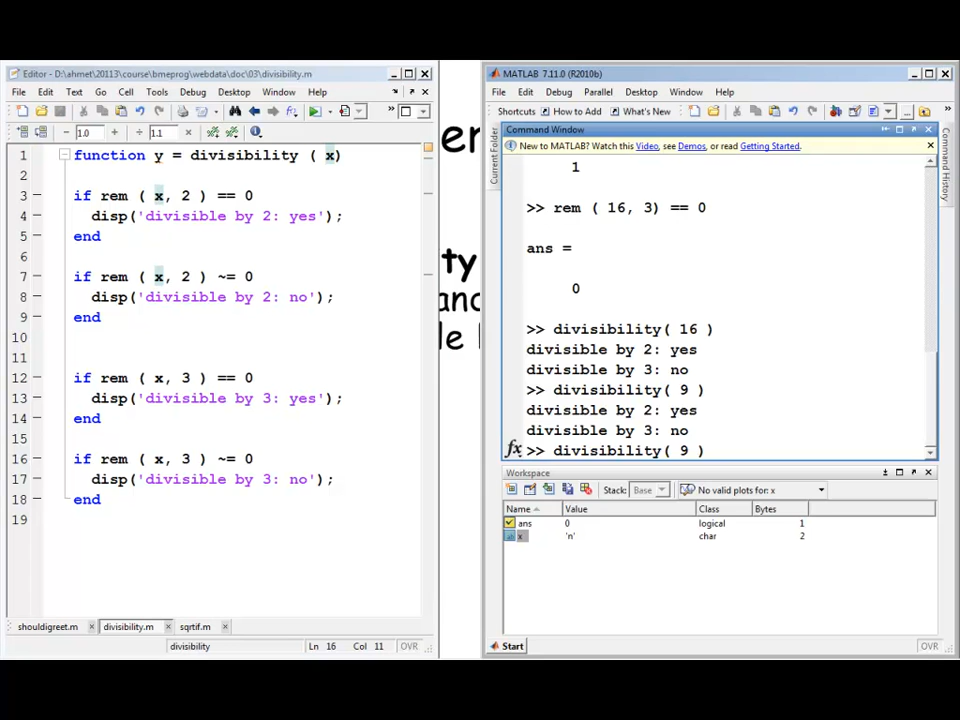 Editor - D:\ahmet\20113\course\bmeprog\webdata\doc\03\divisibility.m
File Edit Text Go Cell Tools Debug Desktop Window Help
1.0
1.1
1 function y = divisibility ( x)
2
3 if rem ( x, 2 ) == 0
4 disp('divisible by 2: yes');
5 end
6
7 if rem ( x, 2 ) ~= 0
8 disp('divisible by 2: no');
9 end
10
11
12 if rem ( x, 3 ) == 0
13 disp('divisible by 3: yes');
14 end
15
16 if rem ( x, 3 ) ~= 0
17 disp('divisible by 3: no');
18 end
19
shouldigreet.m divisibility.m sqrtif.m
divisibility Ln 16 Col 11 OVR
MATLAB 7.11.0 (R2010b)
File Edit Debug Parallel Desktop Window Help
Shortcuts How to Add What's New
Current Folder
Command Window
Command History
New to MATLAB? Watch this Video, see Demos, or read Getting Started.
1
>> rem ( 16, 3) == 0
ans =
0
>> divisibility( 16 )
divisible by 2: yes
divisible by 3: no
>> divisibility( 9 )
divisible by 2: yes
divisible by 3: no
fx >> divisibility( 9 )
Workspace
Stack: Base No valid plots for: x
Name Value Class Bytes
ans 0 logical 1
x 'n' char 2
Start
OVR